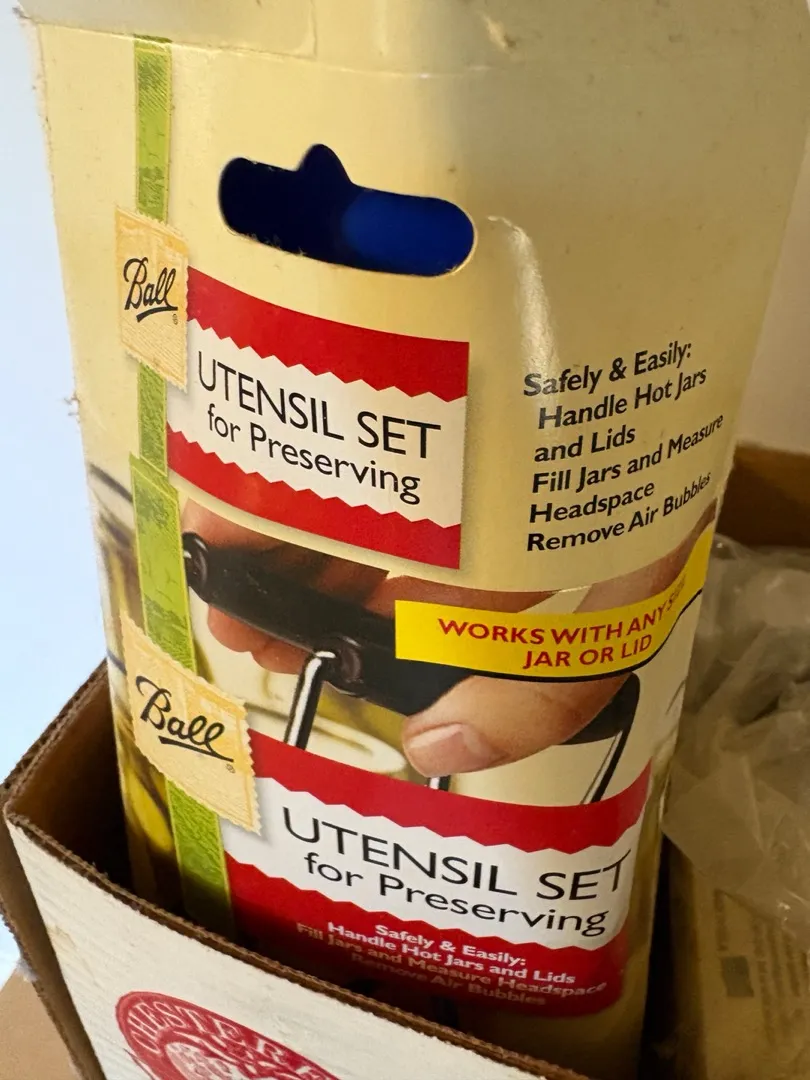 Ball
UTENSIL SET
for Preserving
Safely & Easily:
Handle Hot Jars
and Lids
Fill Jars and Measure
Headspace
Remove Air Bubbles
WORKS WITH ANY SIZE
JAR OR LID
Ball
UTENSIL SET
for Preserving
Safely & Easily:
Handle Hot Jars and Lids
Fill Jars and Measure Headspace
Remove Air Bubbles